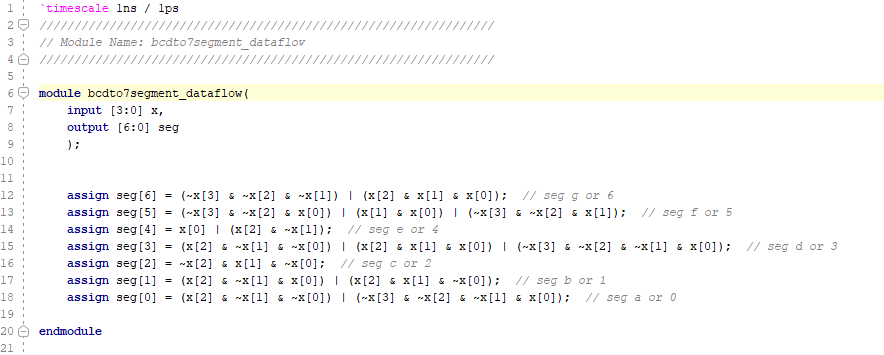 1 `timescale 1ns / 1ps
2 /////////////////////////////////////////////////////////////////
3 // Module Name: bcdto7segment_dataflow
4 /////////////////////////////////////////////////////////////////
5
6 module bcdto7segment_dataflow(
7 input [3:0] x,
8 output [6:0] seg
9 );
10
11
12 assign seg[6] = (~x[3] & ~x[2] & ~x[1]) | (x[2] & x[1] & x[0]); // seg g or 6
13 assign seg[5] = (~x[3] & ~x[2] & x[0]) | (x[1] & x[0]) | (~x[3] & ~x[2] & x[1]); // seg f or 5
14 assign seg[4] = x[0] | (x[2] & ~x[1]); // seg e or 4
15 assign seg[3] = (x[2] & ~x[1] & ~x[0]) | (x[2] & x[1] & x[0]) | (~x[3] & ~x[2] & ~x[1] & x[0]); // seg d or 3
16 assign seg[2] = ~x[2] & x[1] & ~x[0]; // seg c or 2
17 assign seg[1] = (x[2] & ~x[1] & x[0]) | (x[2] & x[1] & ~x[0]); // seg b or 1
18 assign seg[0] = (x[2] & ~x[1] & ~x[0]) | (~x[3] & ~x[2] & ~x[1] & x[0]); // seg a or 0
19
20 endmodule
21